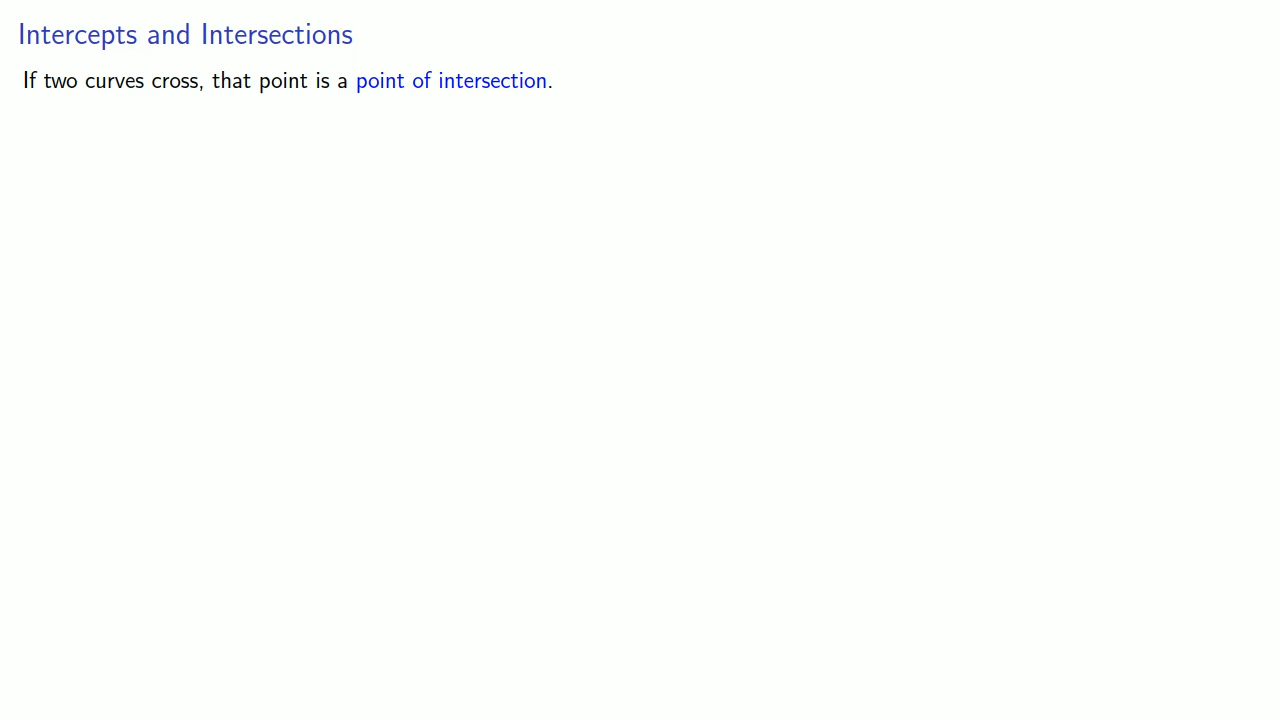 Intercepts and Intersections
If two curves cross, that point is a point of intersection.